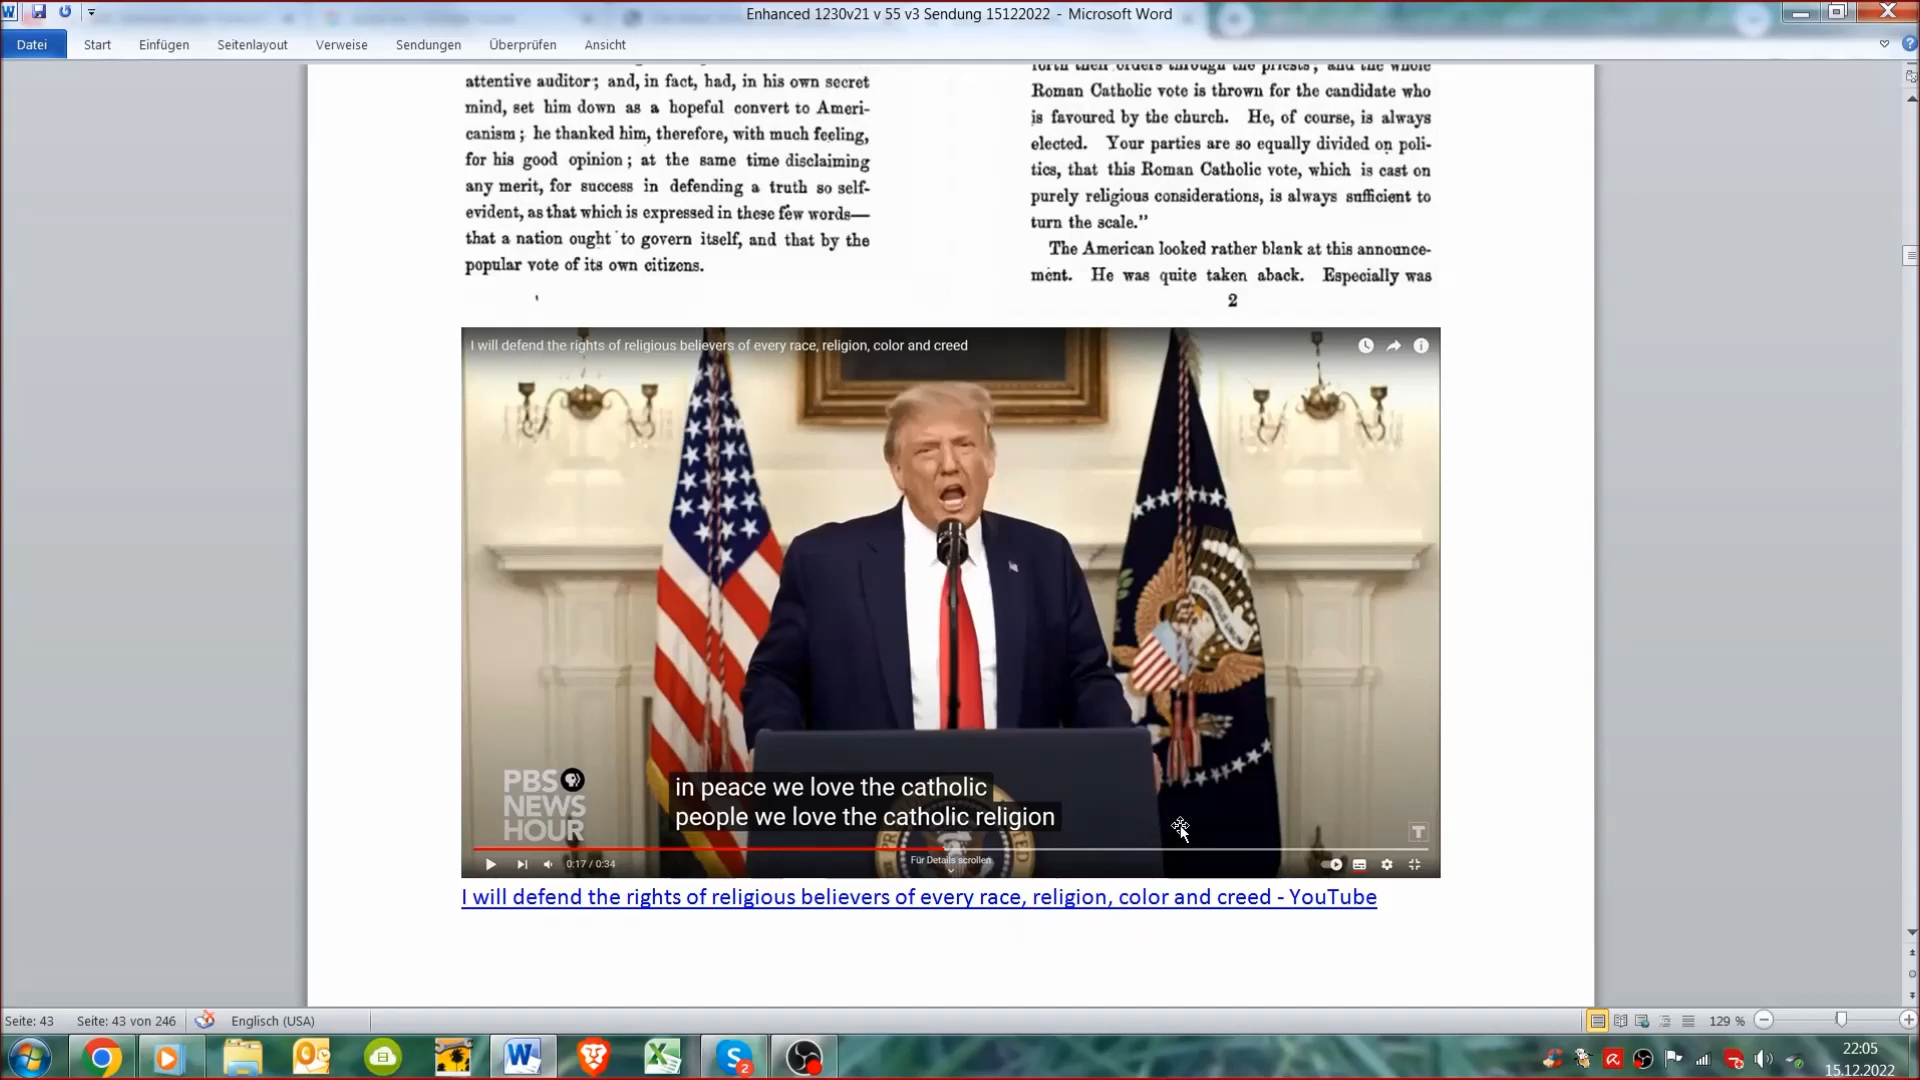 Enhanced 1230v21 v 55 v3 Sendung 15122022 - Microsoft Word
Datei Start Einfügen Seitenlayout Verweise Sendungen Überprüfen Ansicht
attentive auditor; and, in fact, had, in his own secret
mind, set him down as a hopeful convert to Ameri-
canism; he thanked him, therefore, with much feeling,
for his good opinion; at the same time disclaiming
any merit, for success in defending a truth so self-
evident, as that which is expressed in these few words—
that a nation ought to govern itself, and that by the
popular vote of its own citizens.
forth their orders through the priests; and the whole
Roman Catholic vote is thrown for the candidate who
is favoured by the church. He, of course, is always
elected. Your parties are so equally divided on poli-
tics, that this Roman Catholic vote, which is cast on
purely religious considerations, is always sufficient to
turn the scale."
The American looked rather blank at this announce-
ment. He was quite taken aback. Especially was
2
I will defend the rights of religious believers of every race, religion, color and creed
PBS
NEWS
HOUR
in peace we love the catholic
people we love the catholic religion
Für Details scrollen
0:17 / 0:34
I will defend the rights of religious believers of every race, religion, color and creed - YouTube
Seite: 43 Seite: 43 von 246 Englisch (USA) 129 %
22:05
15.12.2022